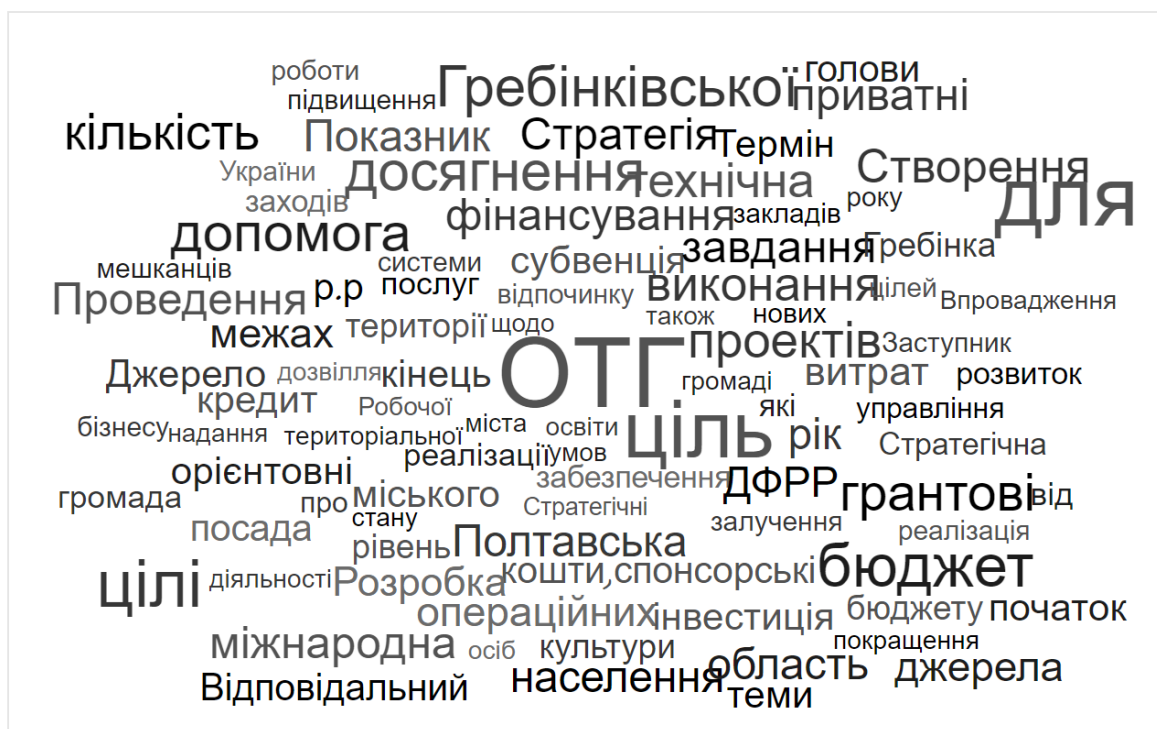 роботи Гребінківської голови
підвищення приватні
кількість Показник Стратегія Термін
України досягнення технічна Створення
заходів фінансування закладів року для
допомога завдання Гребінка
мешканців системи субвенція
Проведення р.р послуг відпочинку виконання цілей Впровадження
межах території щодо також нових
ОТГ проектів Заступник
Джерело дозвілля кінець громаді витрат розвиток
кредит Робочої які управління
бізнесу надання територіальної міста освіти ціль рік Стратегічна
орієнтовні реалізації умов
забезпечення ДФРР грантові від
громада про міського Стратегічні
посада стану залучення реалізація
рівень Полтавська
цілі діяльності Розробка кошти,спонсорські бюджет
операційних інвестиція бюджету початок
міжнародна осіб культури покращення
Відповідальний населення область джерела
теми